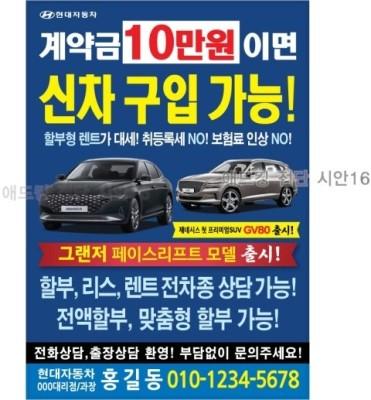 현대자동차
계약금 10만원 이면
신차 구입 가능!
할부형 렌트가 대세! 취등록세 NO! 보험료 인상 NO!
시안16
제네시스 첫 프리미엄SUV GV80 출시!
그랜저 페이스리프트 모델 출시!
할부, 리스, 렌트 전차종 상담 가능!
전액할부, 맞춤형 할부 가능!
전화상담,출장상담 환영! 부담없이 문의주세요!
현대자동차
000대리점/과장
홍길동 010-1234-5678